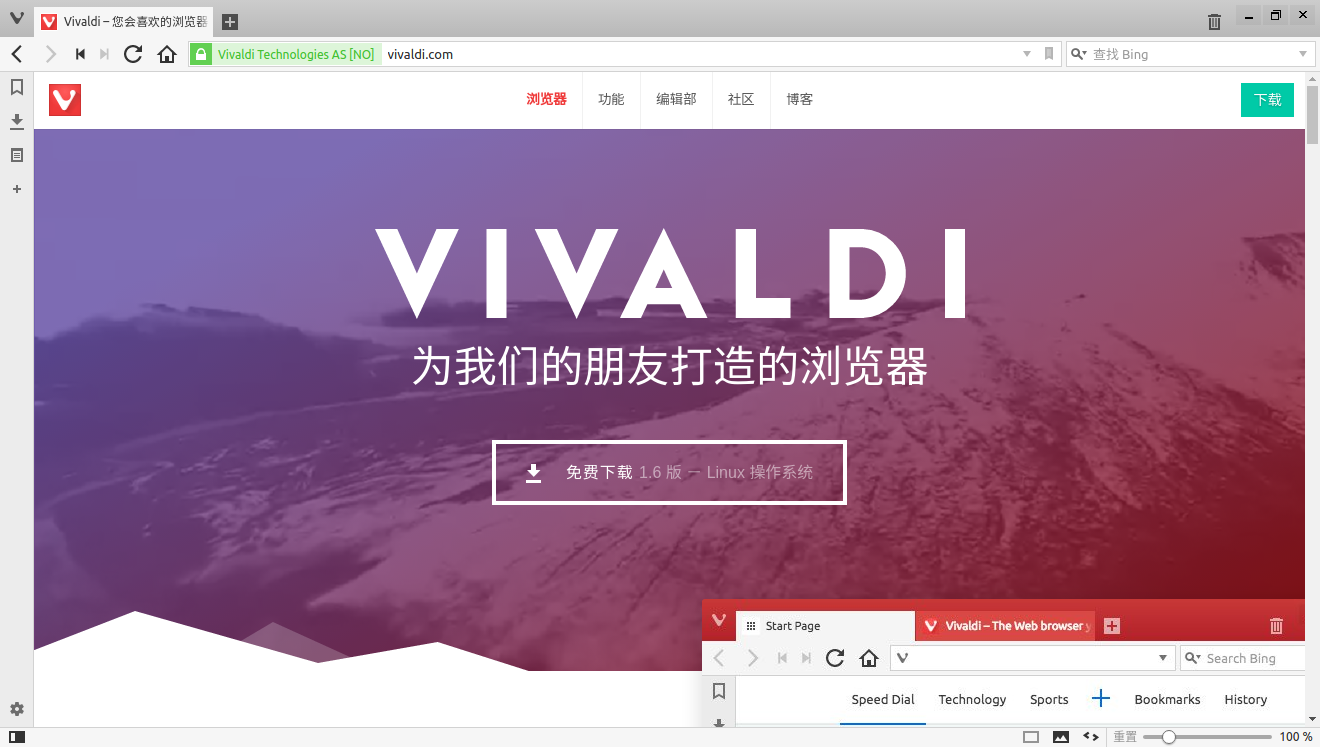 Vivaldi – 您会喜欢的浏览器
Vivaldi Technologies AS [NO] vivaldi.com 查找 Bing
浏览器 功能 编辑部 社区 博客 下载
VIVALDI
为我们的朋友打造的浏览器
免费下载 1.6 版 — Linux 操作系统
Start Page Vivaldi – The Web browser
Search Bing
Speed Dial Technology Sports Bookmarks History
重置 100 %